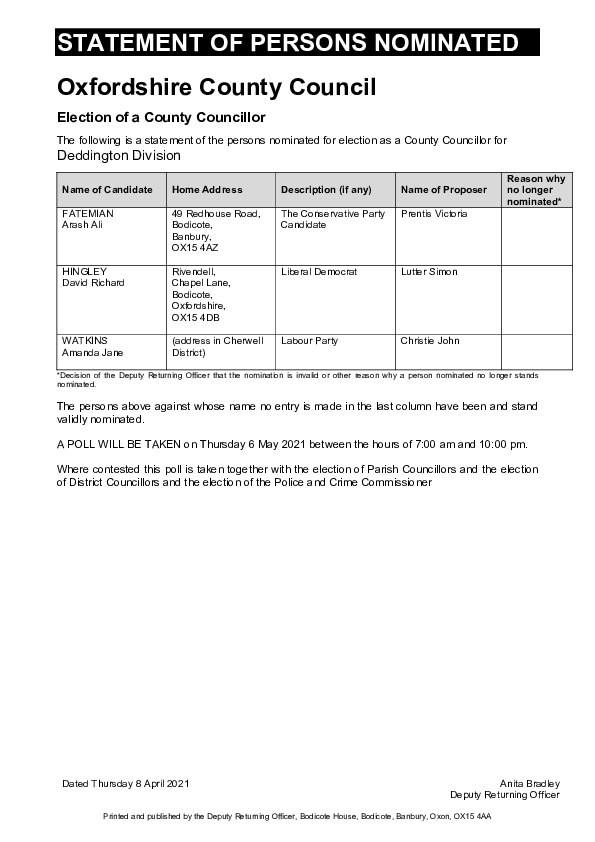 STATEMENT OF PERSONS NOMINATED
Oxfordshire County Council
Election of a County Councillor
The following is a statement of the persons nominated for election as a County Councillor for
Deddington Division
Name of Candidate
Home Address
Description (if any)
Name of Proposer
Reason why
no longer
nominated*
FATEMIAN
Arash Ali
49 Redhouse Road,
Bodicote,
Banbury,
OX15 4AZ
The Conservative Party
Candidate
Prentis Victoria
HINGLEY
David Richard
Rivendell,
Chapel Lane,
Bodicote,
Oxfordshire,
OX15 4DB
Liberal Democrat
Lutter Simon
WATKINS
Amanda Jane
(address in Cherwell
District)
Labour Party
Christie John
*Decision of the Deputy Returning Officer that the nomination is invalid or other reason why a person nominated no longer stands
nominated.
The persons above against whose name no entry is made in the last column have been and stand
validly nominated.
A POLL WILL BE TAKEN on Thursday 6 May 2021 between the hours of 7:00 am and 10:00 pm.
Where contested this poll is taken together with the election of Parish Councillors and the election
of District Councillors and the election of the Police and Crime Commissioner
Dated Thursday 8 April 2021
Anita Bradley
Deputy Returning Officer
Printed and published by the Deputy Returning Officer, Bodicote House, Bodicote, Banbury, Oxon, OX15 4AA